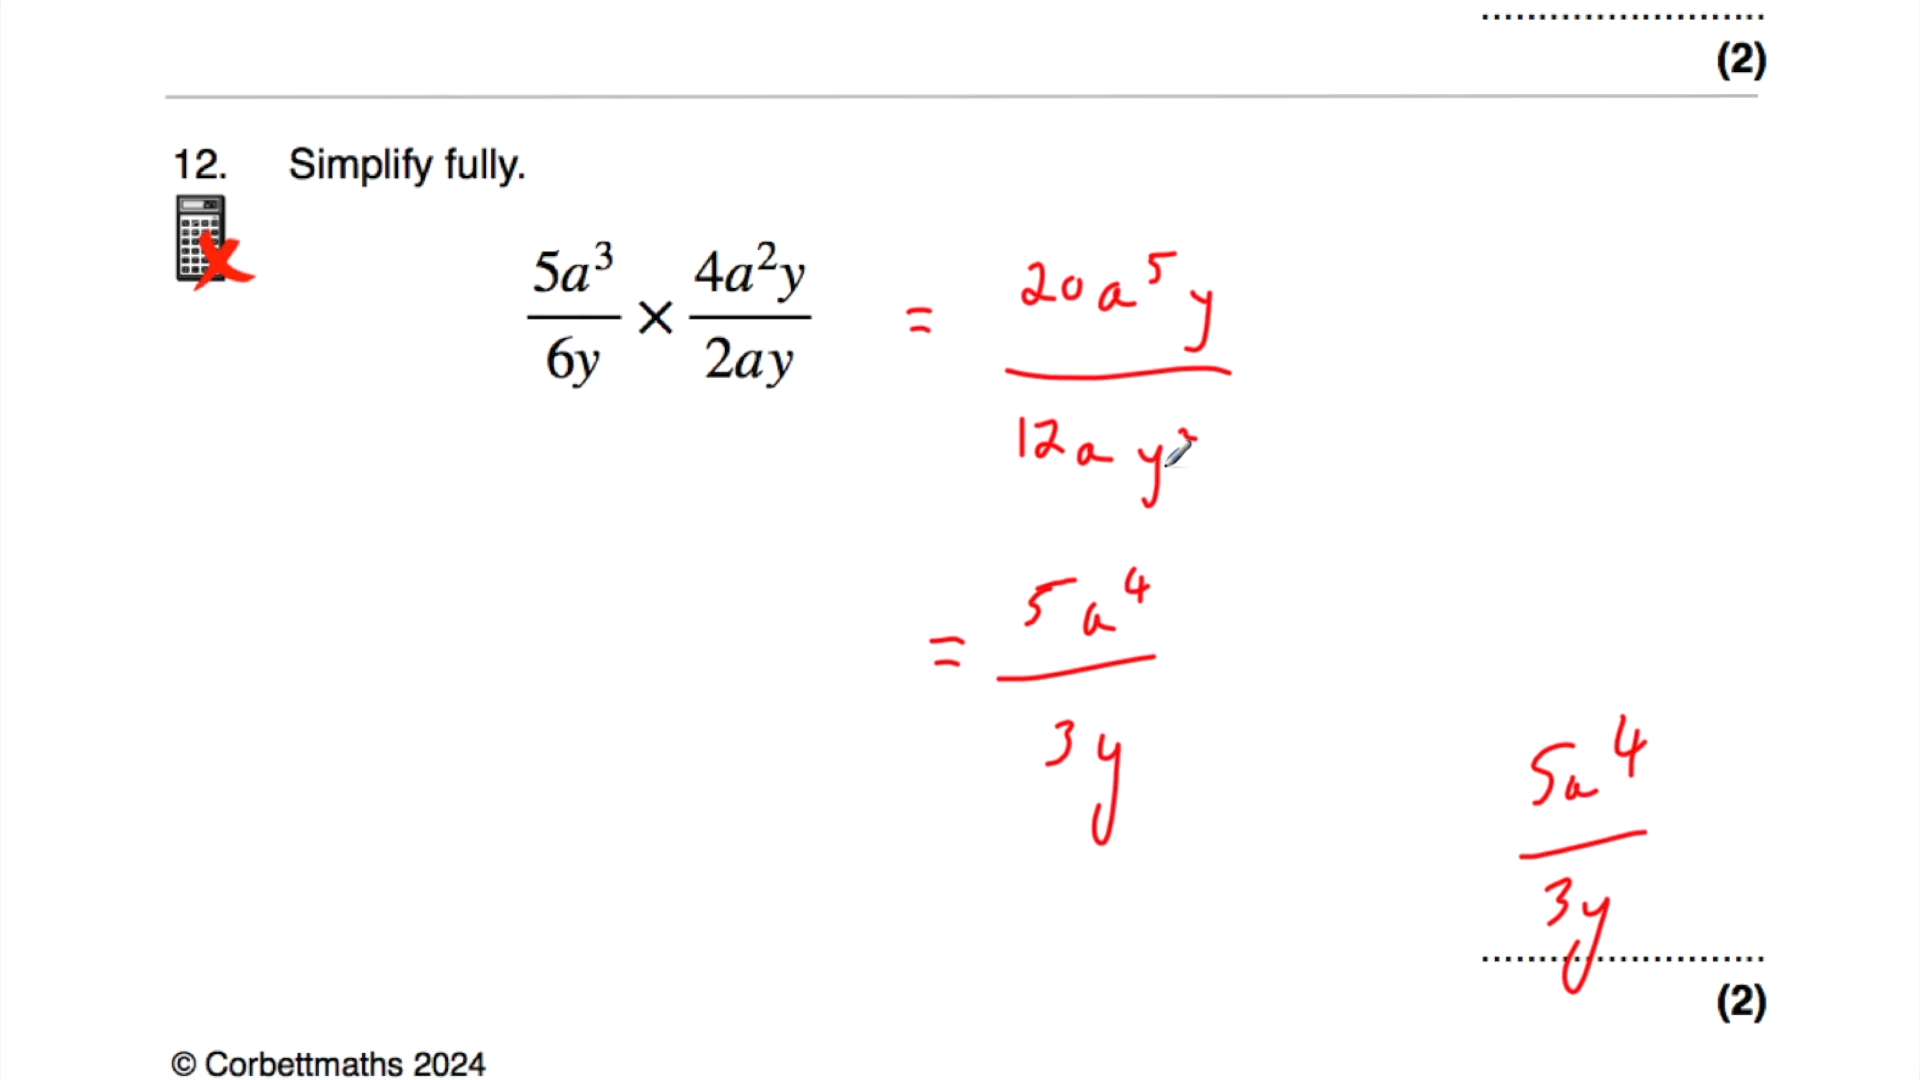 (2)
12. Simplify fully.
5a³/6y × 4a²y/2ay = 20a⁵y/12ay²
= 5a⁴/3y
5a⁴/3y
(2)
© Corbettmaths 2024